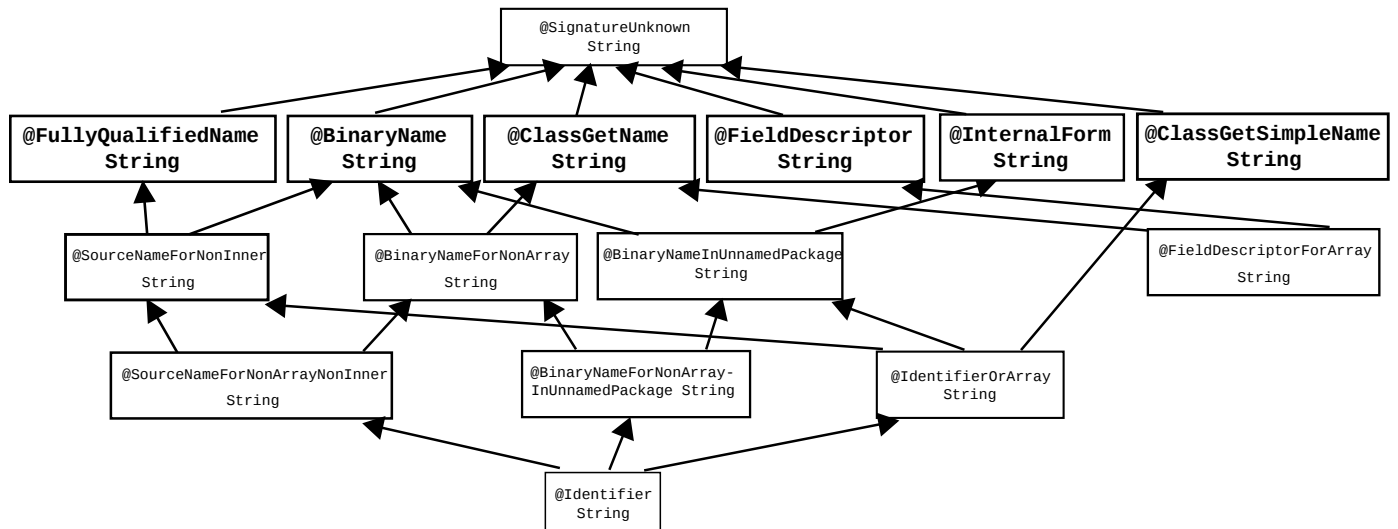 @SignatureUnknown
String
@FullyQualifiedName
String
@BinaryName
String
@ClassGetName
String
@FieldDescriptor
String
@InternalForm
String
@ClassGetSimpleName
String
@SourceNameForNonInner
String
@BinaryNameForNonArray
String
@BinaryNameInUnnamedPackage
String
@FieldDescriptorForArray
String
@SourceNameForNonArrayNonInner
String
@BinaryNameForNonArray-
InUnnamedPackage String
@IdentifierOrArray
String
@Identifier
String